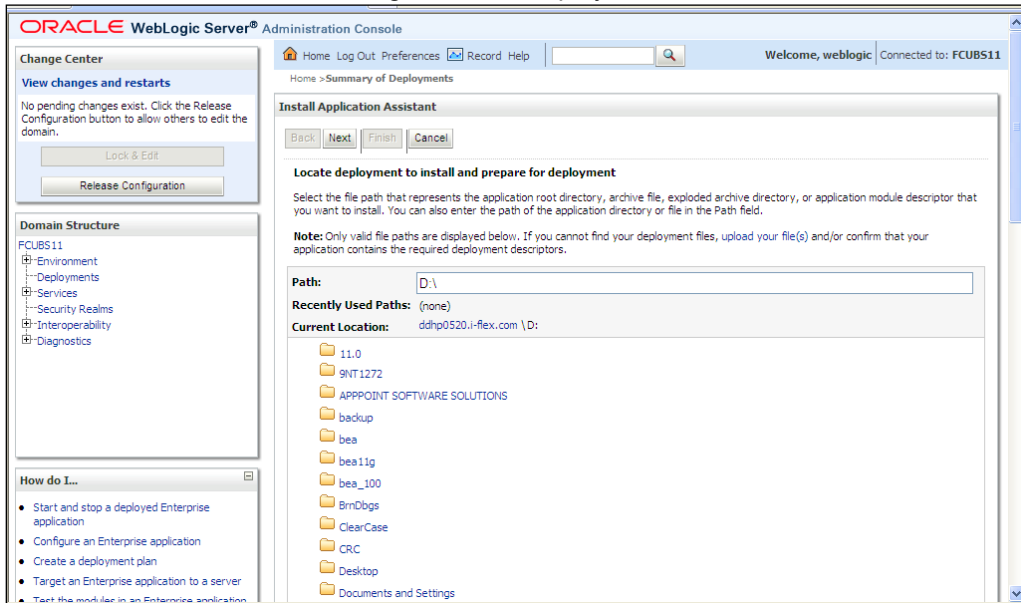 ORACLE WebLogic Server® Administration Console
Change Center
View changes and restarts
No pending changes exist. Click the Release
Configuration button to allow others to edit the
domain.
Lock & Edit
Release Configuration
Domain Structure
FCUBS11
Environment
Deployments
Services
Security Realms
Interoperability
Diagnostics
How do I...
Start and stop a deployed Enterprise
application
Configure an Enterprise application
Create a deployment plan
Target an Enterprise application to a server
Test the modules in an Enterprise application
Home Log Out Preferences Record Help
Welcome, weblogic Connected to: FCUBS11
Home >Summary of Deployments
Install Application Assistant
Back Next Finish Cancel
Locate deployment to install and prepare for deployment
Select the file path that represents the application root directory, archive file, exploded archive directory, or application module descriptor that
you want to install. You can also enter the path of the application directory or file in the Path field.
Note: Only valid file paths are displayed below. If you cannot find your deployment files, upload your file(s) and/or confirm that your
application contains the required deployment descriptors.
Path: D:\
Recently Used Paths: (none)
Current Location: ddhp0520.i-flex.com \D:
11.0
9NT1272
APPPOINT SOFTWARE SOLUTIONS
backup
bea
bea11g
bea_100
BrnDbgs
ClearCase
CRC
Desktop
Documents and Settings